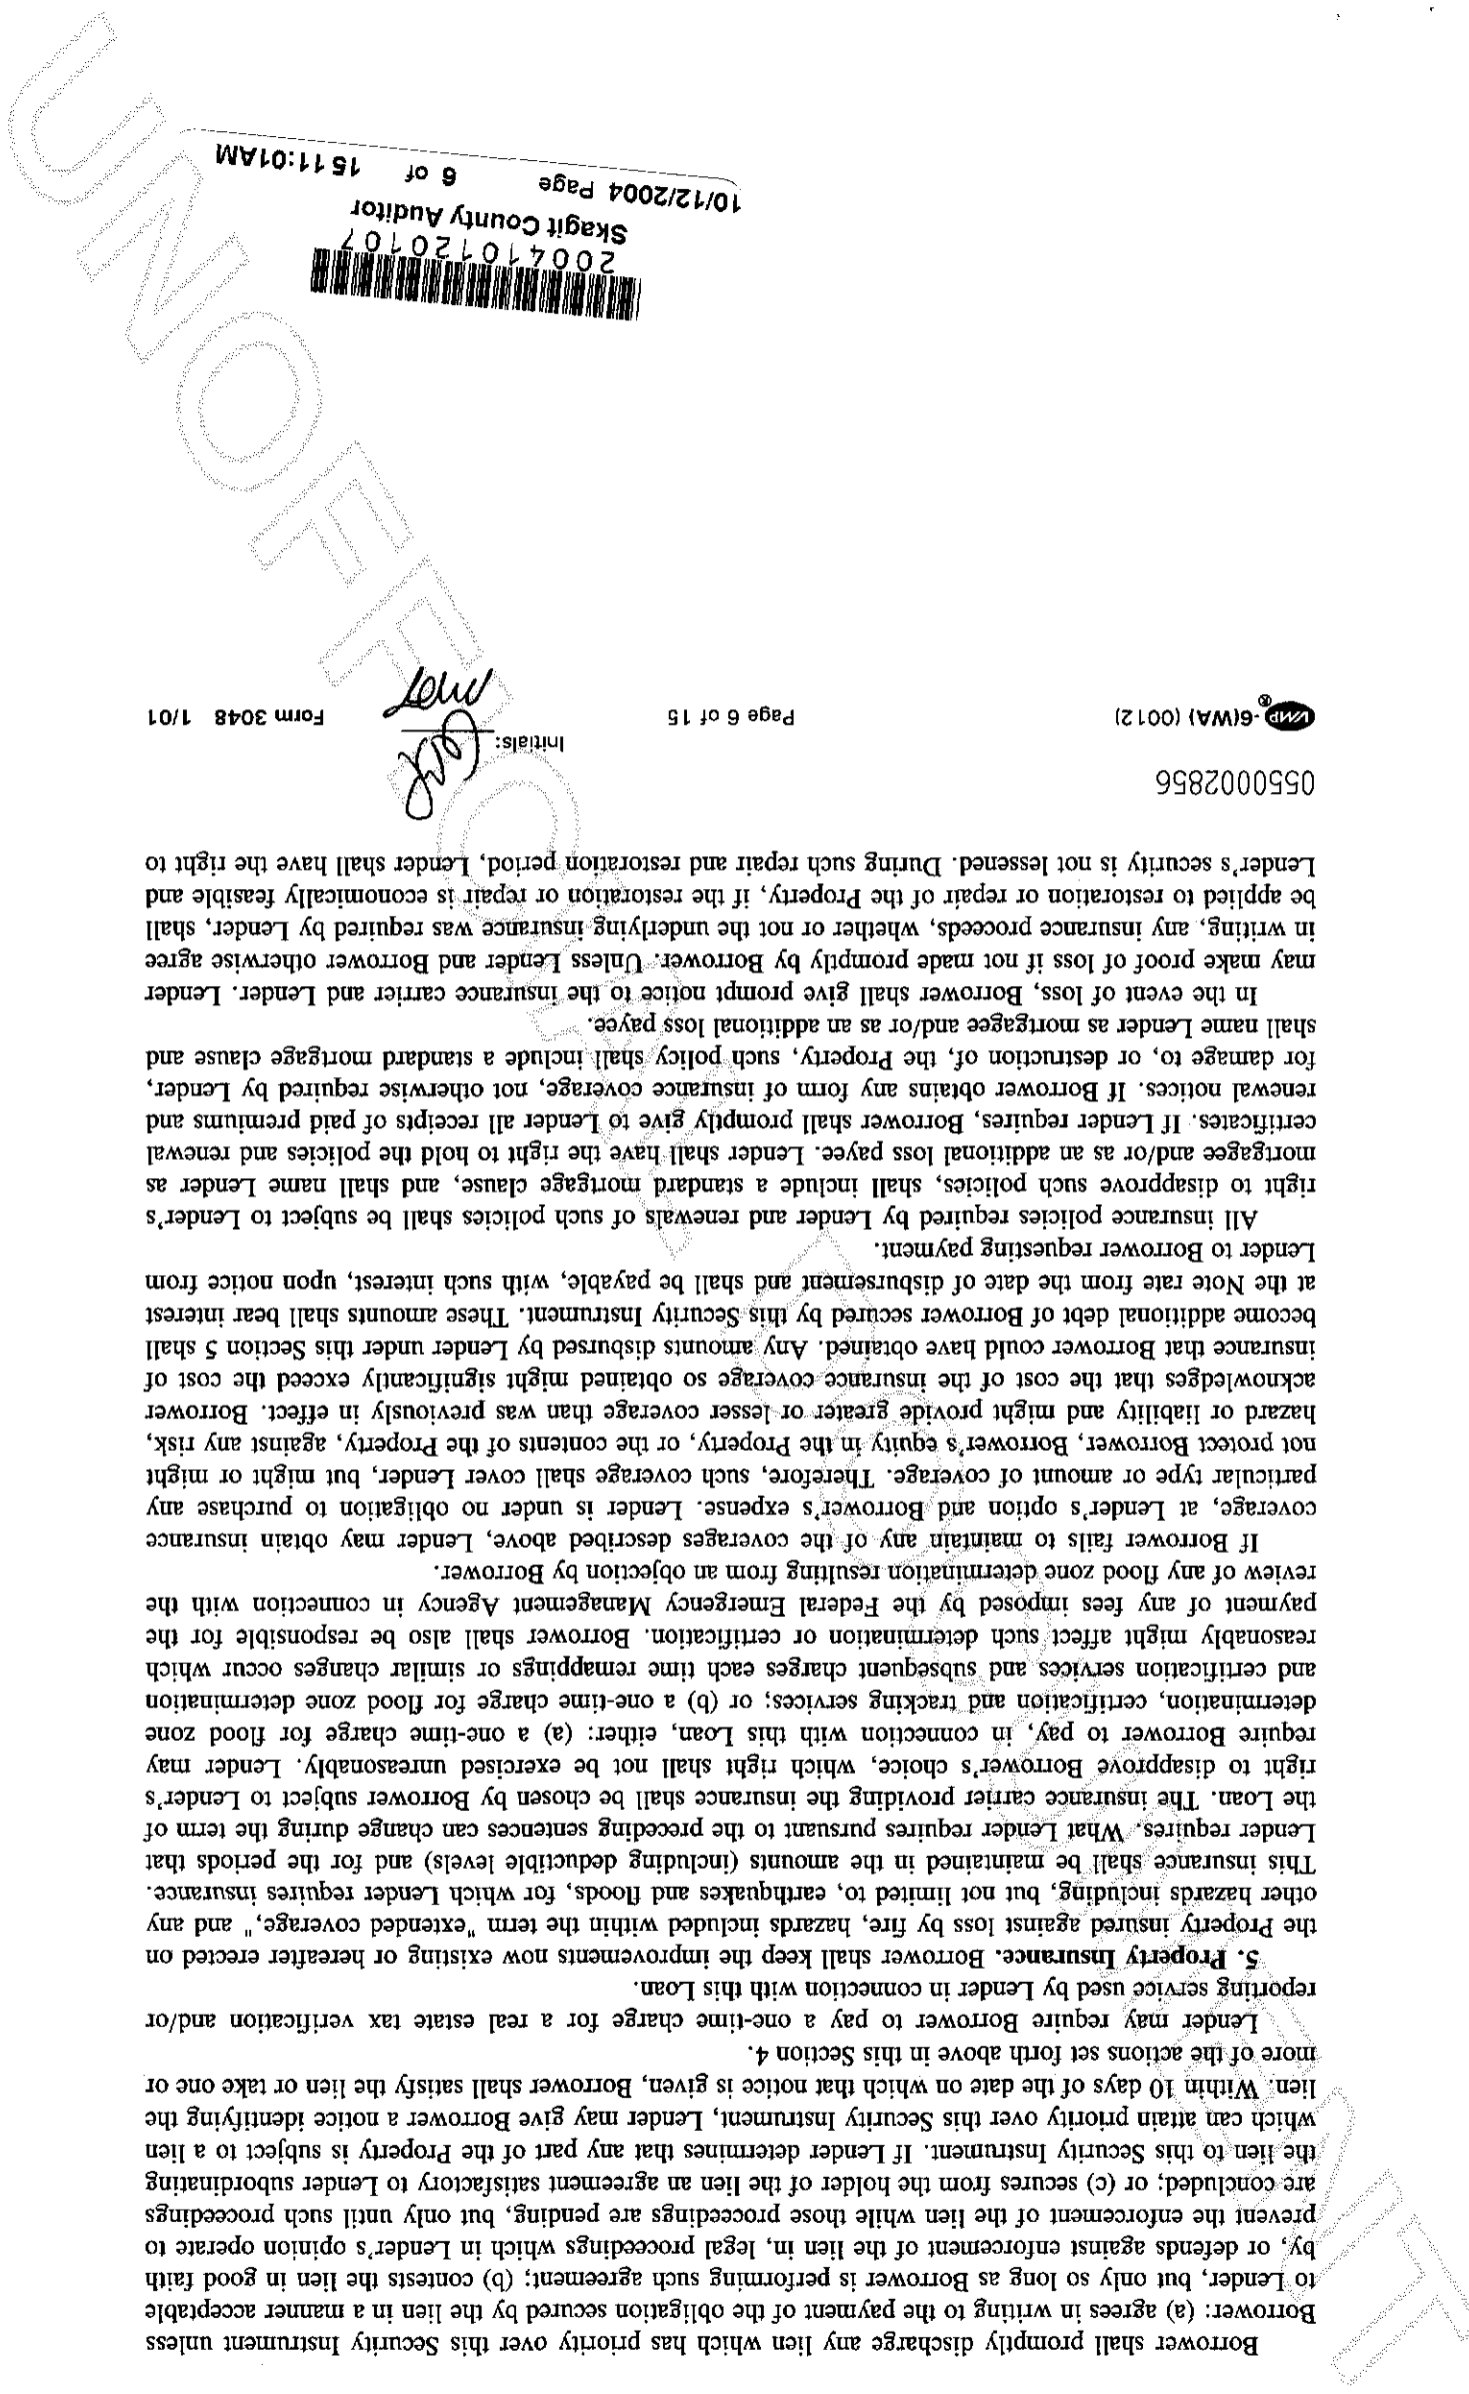 Borrower shall promptly discharge any lien which has priority over this Security Instrument unless
Borrower: (a) agrees in writing to the payment of the obligation secured by the lien in a manner acceptable
to Lender, but only so long as Borrower is performing such agreement; (b) contests the lien in good faith
by, or defends against enforcement of the lien in, legal proceedings which in Lender's opinion operate to
prevent the enforcement of the lien while those proceedings are pending, but only until such proceedings
are concluded; or (c) secures from the holder of the lien an agreement satisfactory to Lender subordinating
the lien to this Security Instrument. If Lender determines that any part of the Property is subject to a lien
which can attain priority over this Security Instrument, Lender may give Borrower a notice identifying the
lien. Within 10 days of the date on which that notice is given, Borrower shall satisfy the lien or take one or
more of the actions set forth above in this Section 4.
Lender may require Borrower to pay a one-time charge for a real estate tax verification and/or
reporting service used by Lender in connection with this Loan.
5. Property Insurance. Borrower shall keep the improvements now existing or hereafter erected on
the Property insured against loss by fire, hazards included within the term "extended coverage," and any
other hazards including, but not limited to, earthquakes and floods, for which Lender requires insurance.
This insurance shall be maintained in the amounts (including deductible levels) and for the periods that
Lender requires. What Lender requires pursuant to the preceding sentences can change during the term of
the Loan. The insurance carrier providing the insurance shall be chosen by Borrower subject to Lender's
right to disapprove Borrower's choice, which right shall not be exercised unreasonably. Lender may
require Borrower to pay, in connection with this Loan, either: (a) a one-time charge for flood zone
determination, certification and tracking services; or (b) a one-time charge for flood zone determination
and certification services and subsequent charges each time remappings or similar changes occur which
reasonably might affect such determination or certification. Borrower shall also be responsible for the
payment of any fees imposed by the Federal Emergency Management Agency in connection with the
review of any flood zone determination resulting from an objection by Borrower.
If Borrower fails to maintain any of the coverages described above, Lender may obtain insurance
coverage, at Lender's option and Borrower's expense. Lender is under no obligation to purchase any
particular type or amount of coverage. Therefore, such coverage shall cover Lender, but might or might
not protect Borrower, Borrower's equity in the Property, or the contents of the Property, against any risk,
hazard or liability and might provide greater or lesser coverage than was previously in effect. Borrower
acknowledges that the cost of the insurance coverage so obtained might significantly exceed the cost of
insurance that Borrower could have obtained. Any amounts disbursed by Lender under this Section 5 shall
become additional debt of Borrower secured by this Security Instrument. These amounts shall bear interest
at the Note rate from the date of disbursement and shall be payable, with such interest, upon notice from
Lender to Borrower requesting payment.
All insurance policies required by Lender and renewals of such policies shall be subject to Lender's
right to disapprove such policies, shall include a standard mortgage clause, and shall name Lender as
mortgagee and/or as an additional loss payee. Lender shall have the right to hold the policies and renewal
certificates. If Lender requires, Borrower shall promptly give to Lender all receipts of paid premiums and
renewal notices. If Borrower obtains any form of insurance coverage, not otherwise required by Lender,
for damage to, or destruction of, the Property, such policy shall include a standard mortgage clause and
shall name Lender as mortgagee and/or as an additional loss payee.
In the event of loss, Borrower shall give prompt notice to the insurance carrier and Lender. Lender
may make proof of loss if not made promptly by Borrower. Unless Lender and Borrower otherwise agree
in writing, any insurance proceeds, whether or not the underlying insurance was required by Lender, shall
be applied to restoration or repair of the Property, if the restoration or repair is economically feasible and
Lender's security is not lessened. During such repair and restoration period, Lender shall have the right to
0550002856
Initials:
VMP®-6(WA) (0012) Page 6 of 15 Form 3048 1/01
200410120107
Skagit County Auditor
10/12/2004 Page 6 of 15 11:01AM
UNOFFICIAL DOCUMENT